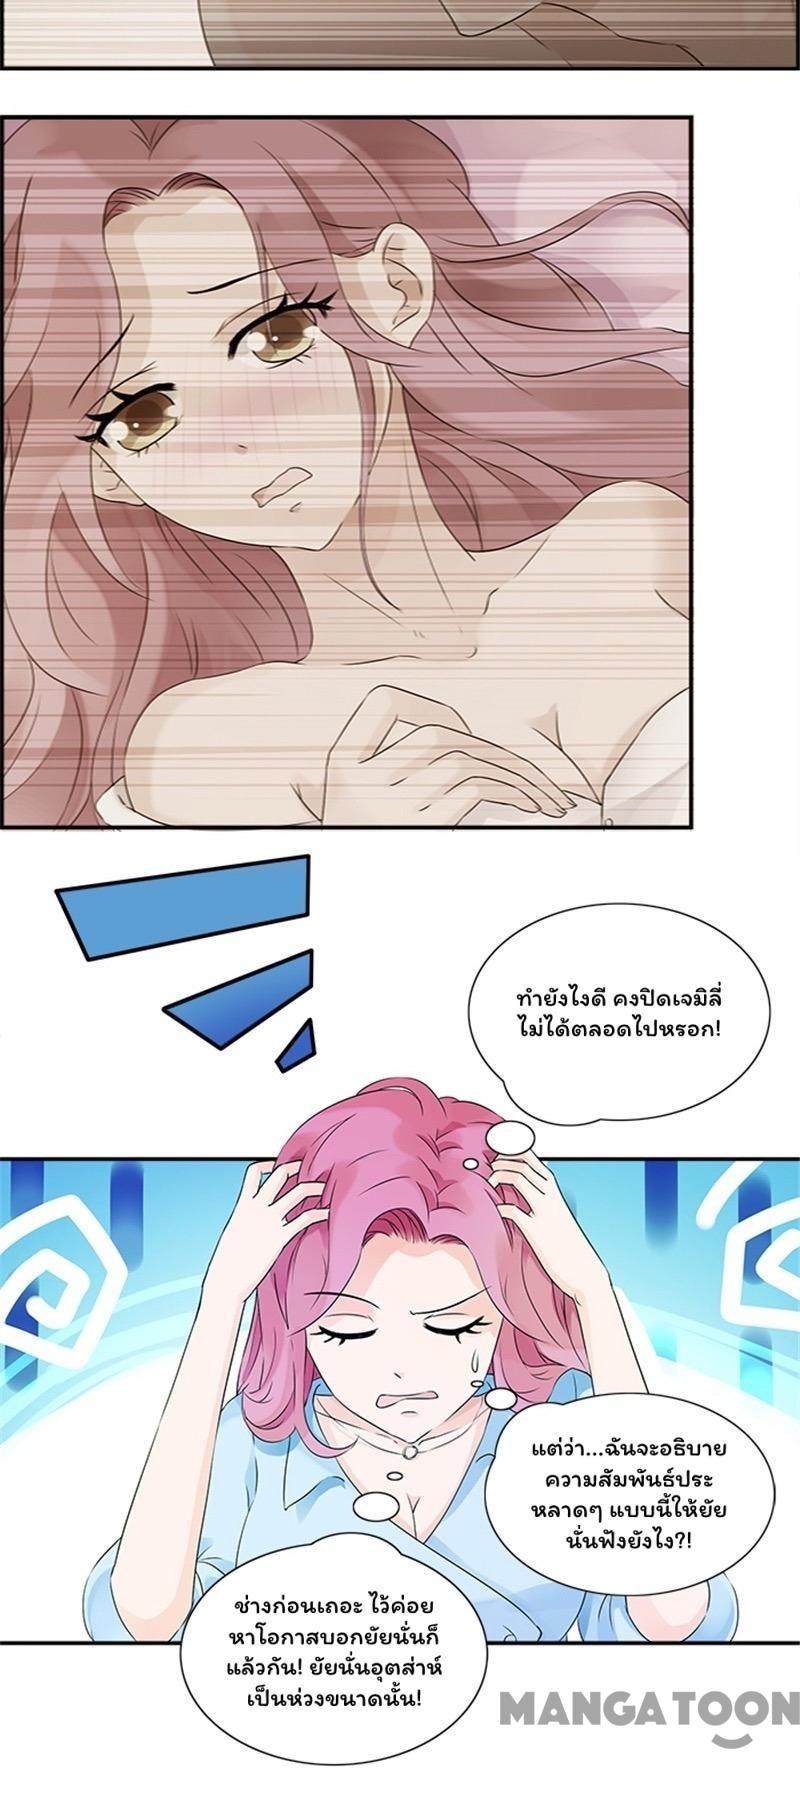 ทำยังไงดี คงปิดเจมิลี่
ไม่ได้ตลอดไปหรอก!
แต่ว่า...ฉันจะอธิบาย
ความสัมพันธ์ประ
หลาดๆ แบบนี้ให้ยัย
นั่นฟังยังไง?!
ช่างก่อนเถอะ ไว้ค่อย
หาโอกาสบอกยัยนั่นก็
แล้วกัน! ยัยนั่นอุตส่าห์
เป็นห่วงขนาดนั้น!
MANGATOON